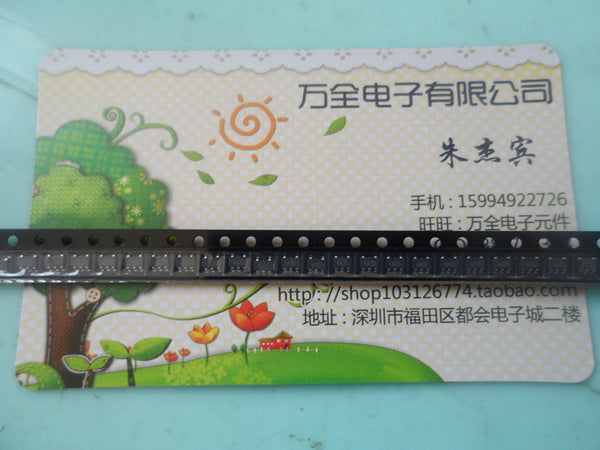 万全电子有限公司
朱杰宾
手机：15994922726
旺旺：万全电子元件
http://shop103126774.taobao.com
地址：深圳市福田区都会电子城二楼